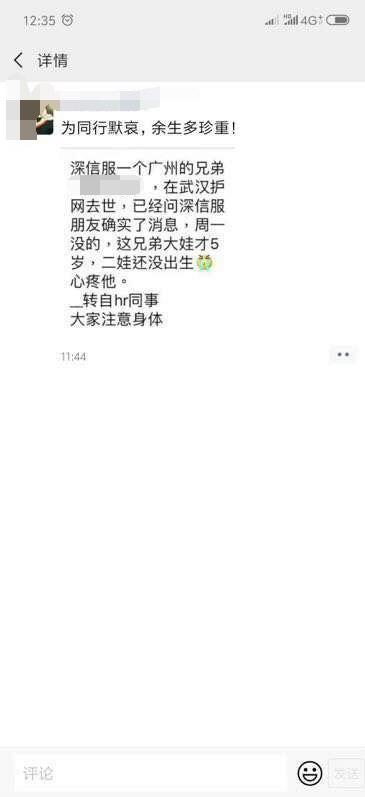 12:35
HD 4G+
详情
为同行默哀，余生多珍重！
深信服一个广州的兄弟
，在武汉护
网去世，已经问深信服
朋友确实了消息，周一
没的，这兄弟大娃才5
岁，二娃还没出生😭
心疼他。
__转自hr同事
大家注意身体
11:44
评论
发送